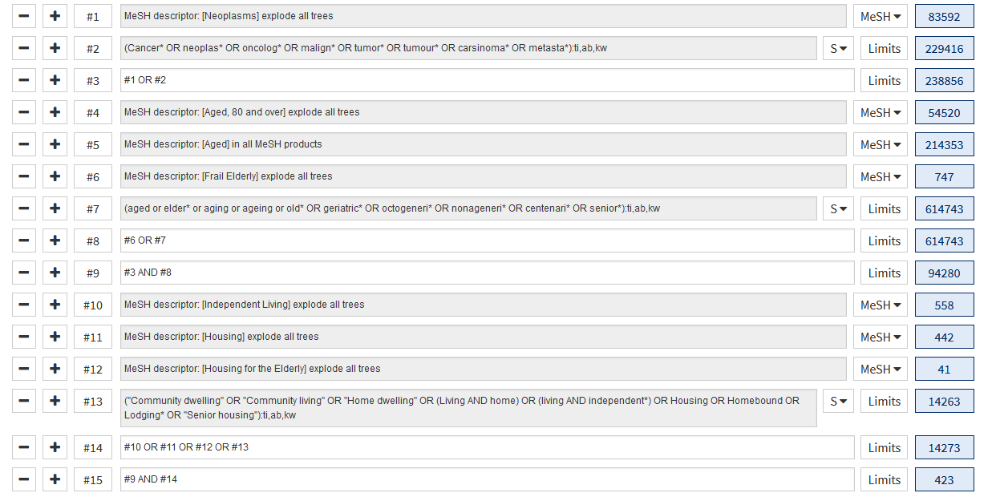 #1 MeSH descriptor: [Neoplasms] explode all trees MeSH 83592
#2 (Cancer* OR neoplas* OR oncolog* OR malign* OR tumor* OR tumour* OR carsinoma* OR metasta*):ti,ab,kw S Limits 229416
#3 #1 OR #2 Limits 238856
#4 MeSH descriptor: [Aged, 80 and over] explode all trees MeSH 54520
#5 MeSH descriptor: [Aged] in all MeSH products MeSH 214353
#6 MeSH descriptor: [Frail Elderly] explode all trees MeSH 747
#7 (aged or elder* or aging or ageing or old* OR geriatric* OR octogeneri* OR nonageneri* OR centenari* OR senior*):ti,ab,kw S Limits 614743
#8 #6 OR #7 Limits 614743
#9 #3 AND #8 Limits 94280
#10 MeSH descriptor: [Independent Living] explode all trees MeSH 558
#11 MeSH descriptor: [Housing] explode all trees MeSH 442
#12 MeSH descriptor: [Housing for the Elderly] explode all trees MeSH 41
#13 ("Community dwelling" OR "Community living" OR "Home dwelling" OR (Living AND home) OR (living AND independent*) OR Housing OR Homebound OR S Limits 14263
Lodging* OR "Senior housing"):ti,ab,kw
#14 #10 OR #11 OR #12 OR #13 Limits 14273
#15 #9 AND #14 Limits 423